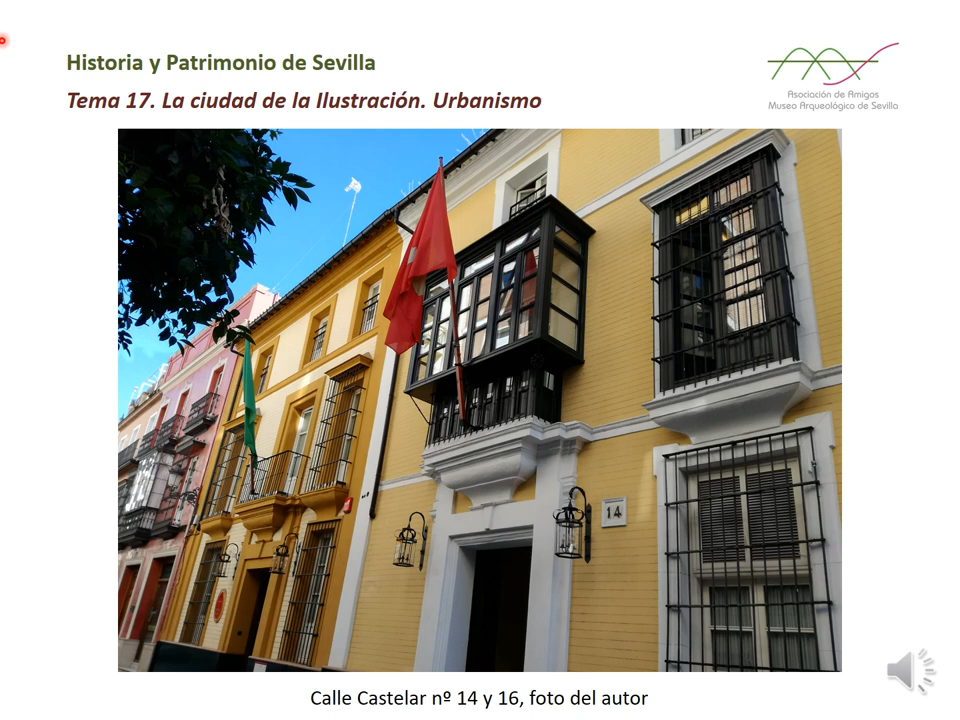 Historia y Patrimonio de Sevilla
Tema 17. La ciudad de la Ilustración. Urbanismo
Asociación de Amigos
Museo Arqueológico de Sevilla
14
Calle Castelar nº 14 y 16, foto del autor